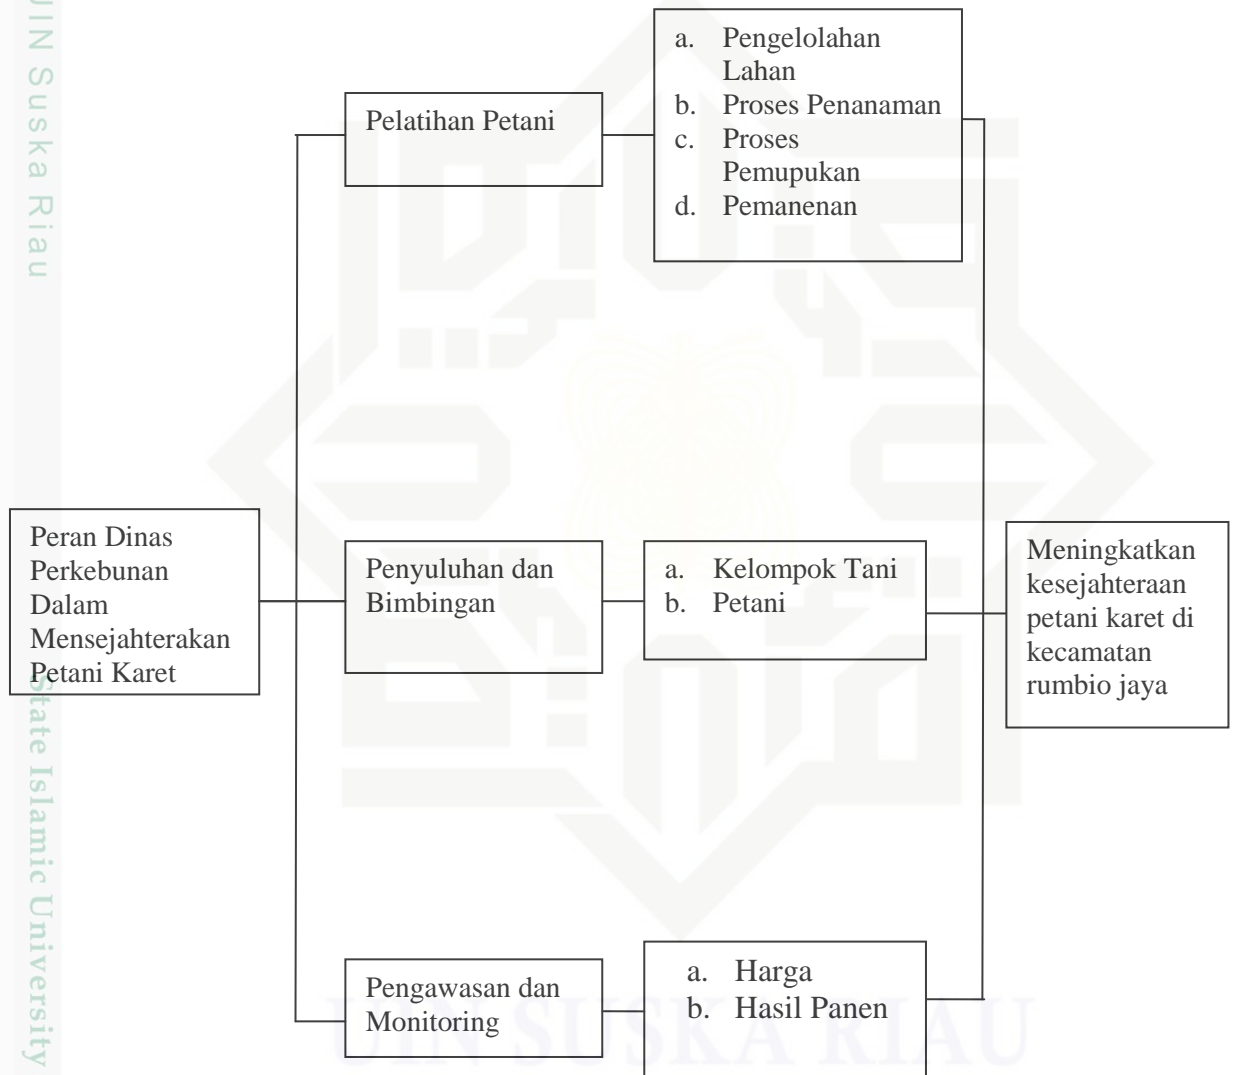 UIN Suska Riau
State Islamic University
Peran Dinas
Perkebunan
Dalam
Mensejahterakan
Petani Karet
Pelatihan Petani
a. Pengelolahan
Lahan
b. Proses Penanaman
c. Proses
Pemupukan
d. Pemanenan
Penyuluhan dan
Bimbingan
a. Kelompok Tani
b. Petani
Pengawasan dan
Monitoring
a. Harga
b. Hasil Panen
Meningkatkan
kesejahteraan
petani karet di
kecamatan
rumbio jaya
UIN SUSKA RIAU